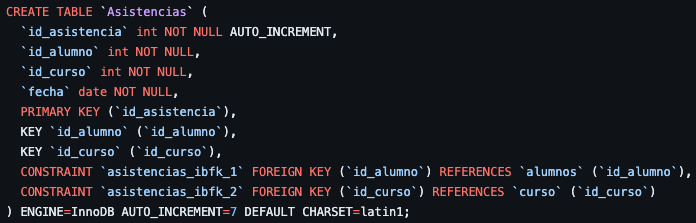 CREATE TABLE `Asistencias` (
  `id_asistencia` int NOT NULL AUTO_INCREMENT,
  `id_alumno` int NOT NULL,
  `id_curso` int NOT NULL,
  `fecha` date NOT NULL,
  PRIMARY KEY (`id_asistencia`),
  KEY `id_alumno` (`id_alumno`),
  KEY `id_curso` (`id_curso`),
  CONSTRAINT `asistencias_ibfk_1` FOREIGN KEY (`id_alumno`) REFERENCES `alumnos` (`id_alumno`),
  CONSTRAINT `asistencias_ibfk_2` FOREIGN KEY (`id_curso`) REFERENCES `curso` (`id_curso`)
) ENGINE=InnoDB AUTO_INCREMENT=7 DEFAULT CHARSET=latin1;